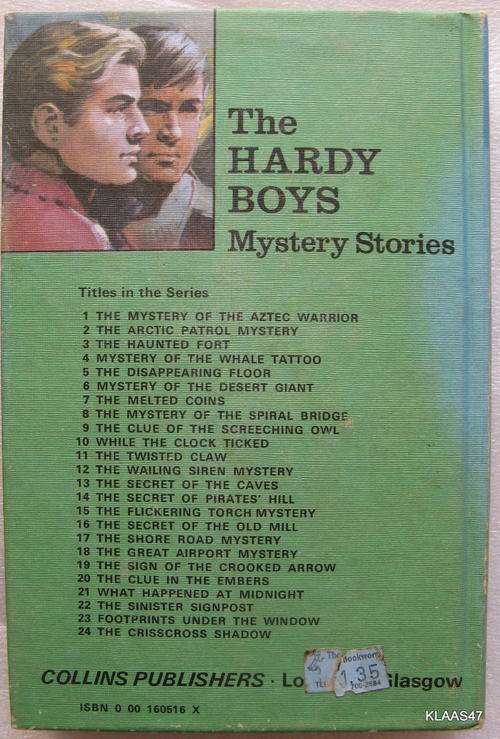 The
HARDY
BOYS
Mystery Stories
Titles in the Series
1 THE MYSTERY OF THE AZTEC WARRIOR
2 THE ARCTIC PATROL MYSTERY
3 THE HAUNTED FORT
4 MYSTERY OF THE WHALE TATTOO
5 THE DISAPPEARING FLOOR
6 MYSTERY OF THE DESERT GIANT
7 THE MELTED COINS
8 THE MYSTERY OF THE SPIRAL BRIDGE
9 THE CLUE OF THE SCREECHING OWL
10 WHILE THE CLOCK TICKED
11 THE TWISTED CLAW
12 THE WAILING SIREN MYSTERY
13 THE SECRET OF THE CAVES
14 THE SECRET OF PIRATES' HILL
15 THE FLICKERING TORCH MYSTERY
16 THE SECRET OF THE OLD MILL
17 THE SHORE ROAD MYSTERY
18 THE GREAT AIRPORT MYSTERY
19 THE SIGN OF THE CROOKED ARROW
20 THE CLUE IN THE EMBERS
21 WHAT HAPPENED AT MIDNIGHT
22 THE SINISTER SIGNPOST
23 FOOTPRINTS UNDER THE WINDOW
24 THE CRISSCROSS SHADOW
The Bookworm
1,35
COLLINS PUBLISHERS · Lo lasgow
ISBN 0 00 160516 X
KLAAS47